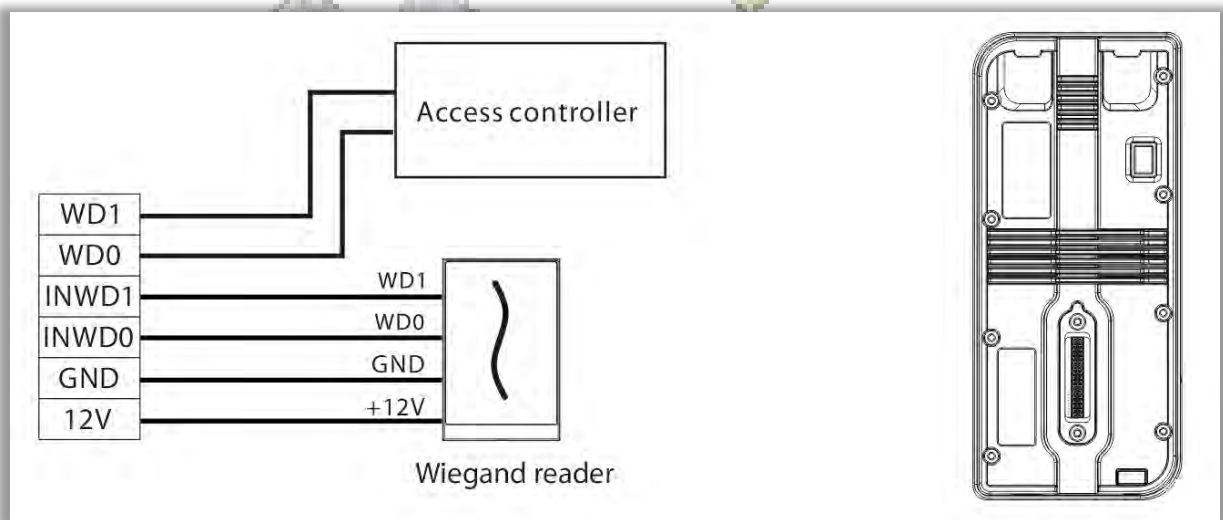 Access controller
WD1
WD0
INWD1
INWD0
GND
12V
WD1
WD0
GND
+12V
Wiegand reader